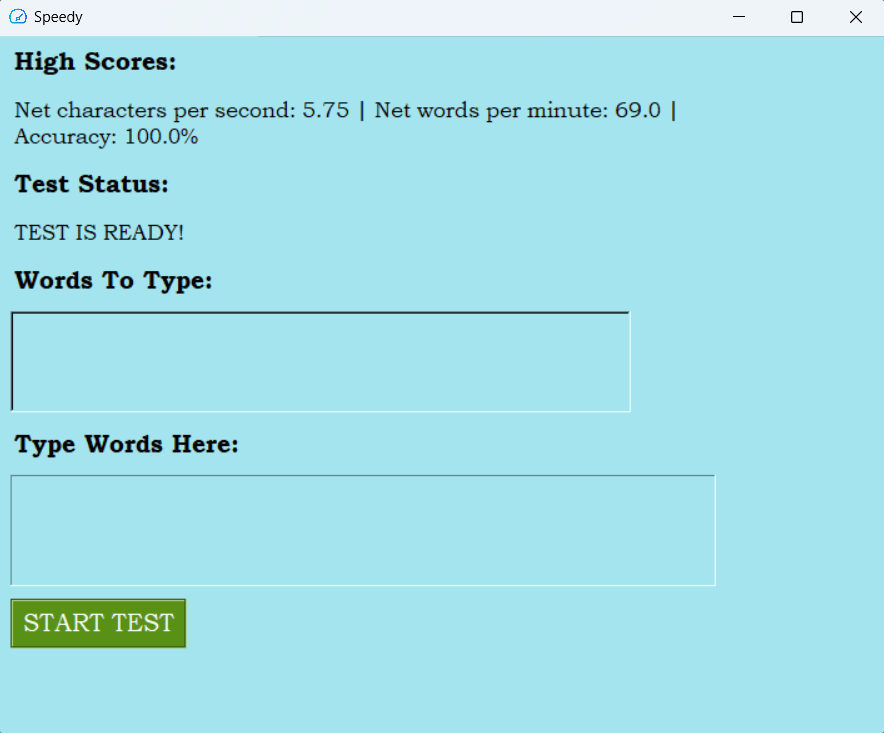 Speedy
High Scores:
Net characters per second: 5.75 | Net words per minute: 69.0 |
Accuracy: 100.0%
Test Status:
TEST IS READY!
Words To Type:
Type Words Here:
START TEST